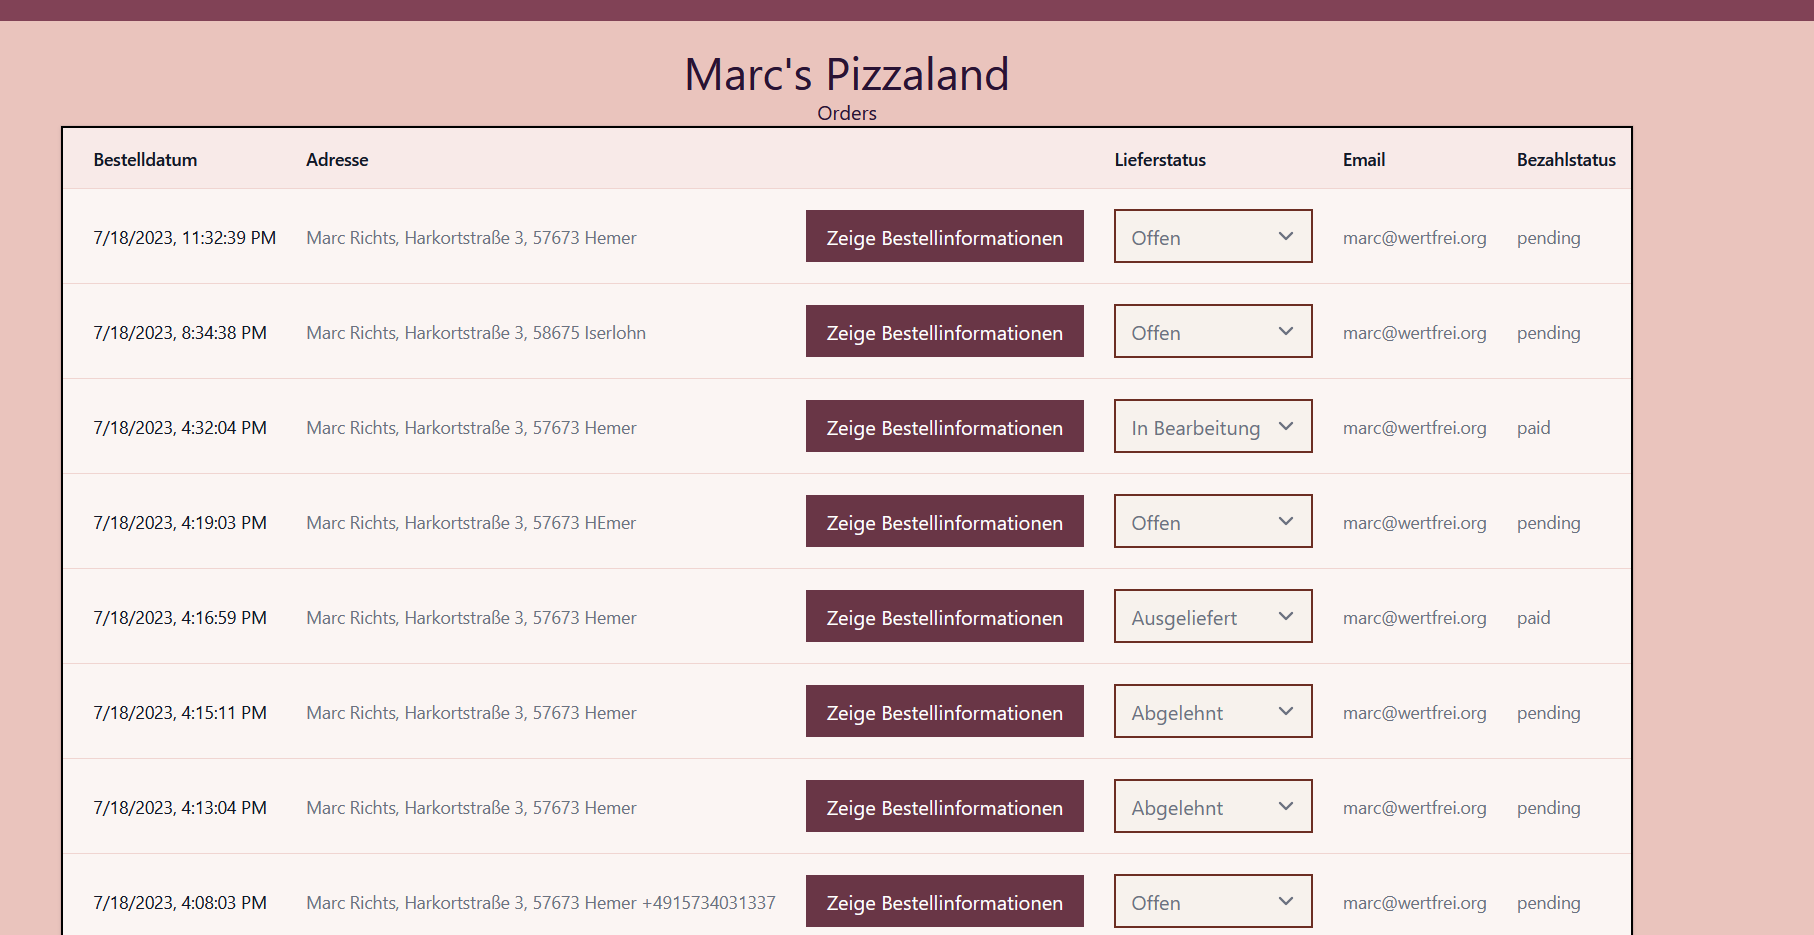 Marc's Pizzaland
Orders
Bestelldatum Adresse Lieferstatus Email Bezahlstatus
7/18/2023, 11:32:39 PM Marc Richts, Harkortstraße 3, 57673 Hemer Zeige Bestellinformationen Offen marc@wertfrei.org pending
7/18/2023, 8:34:38 PM Marc Richts, Harkortstraße 3, 58675 Iserlohn Zeige Bestellinformationen Offen marc@wertfrei.org pending
7/18/2023, 4:32:04 PM Marc Richts, Harkortstraße 3, 57673 Hemer Zeige Bestellinformationen In Bearbeitung marc@wertfrei.org paid
7/18/2023, 4:19:03 PM Marc Richts, Harkortstraße 3, 57673 HEmer Zeige Bestellinformationen Offen marc@wertfrei.org pending
7/18/2023, 4:16:59 PM Marc Richts, Harkortstraße 3, 57673 Hemer Zeige Bestellinformationen Ausgeliefert marc@wertfrei.org paid
7/18/2023, 4:15:11 PM Marc Richts, Harkortstraße 3, 57673 Hemer Zeige Bestellinformationen Abgelehnt marc@wertfrei.org pending
7/18/2023, 4:13:04 PM Marc Richts, Harkortstraße 3, 57673 Hemer Zeige Bestellinformationen Abgelehnt marc@wertfrei.org pending
7/18/2023, 4:08:03 PM Marc Richts, Harkortstraße 3, 57673 Hemer +4915734031337 Zeige Bestellinformationen Offen marc@wertfrei.org pending